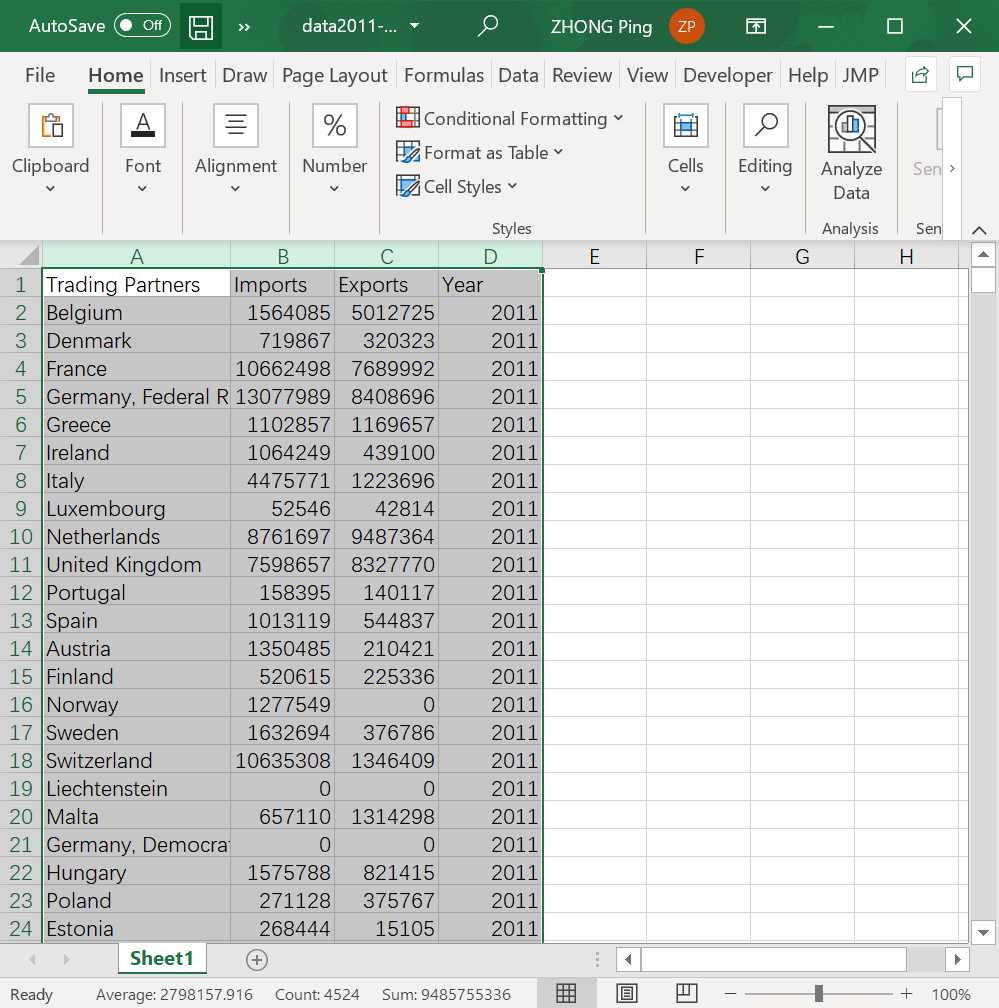 AutoSave Off » data2011-... ZHONG Ping ZP
File Home Insert Draw Page Layout Formulas Data Review View Developer Help JMP
Clipboard Font Alignment Number
%
Conditional Formatting
Format as Table
Cell Styles
Styles
Cells Editing Analyze Data
Analysis
Sen
Sen
A B C D E F G H
1 Trading Partners Imports Exports Year
2 Belgium 1564085 5012725 2011
3 Denmark 719867 320323 2011
4 France 10662498 7689992 2011
5 Germany, Federal R 13077989 8408696 2011
6 Greece 1102857 1169657 2011
7 Ireland 1064249 439100 2011
8 Italy 4475771 1223696 2011
9 Luxembourg 52546 42814 2011
10 Netherlands 8761697 9487364 2011
11 United Kingdom 7598657 8327770 2011
12 Portugal 158395 140117 2011
13 Spain 1013119 544837 2011
14 Austria 1350485 210421 2011
15 Finland 520615 225336 2011
16 Norway 1277549 0 2011
17 Sweden 1632694 376786 2011
18 Switzerland 10635308 1346409 2011
19 Liechtenstein 0 0 2011
20 Malta 657110 1314298 2011
21 Germany, Democra 0 0 2011
22 Hungary 1575788 821415 2011
23 Poland 271128 375767 2011
24 Estonia 268444 15105 2011
Sheet1
Ready Average: 2798157.916 Count: 4524 Sum: 9485755336 100%